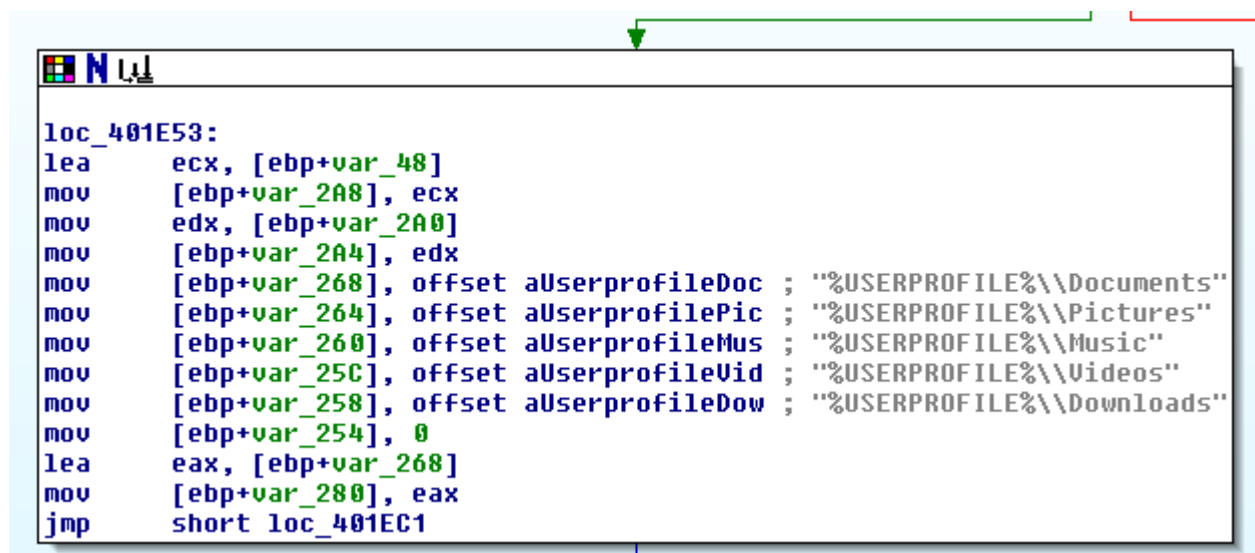 loc_401E53:
lea ecx, [ebp+var_48]
mov [ebp+var_2A8], ecx
mov edx, [ebp+var_2A0]
mov [ebp+var_2A4], edx
mov [ebp+var_268], offset aUserprofileDoc ; "%USERPROFILE%\\Documents"
mov [ebp+var_264], offset aUserprofilePic ; "%USERPROFILE%\\Pictures"
mov [ebp+var_260], offset aUserprofileMus ; "%USERPROFILE%\\Music"
mov [ebp+var_25C], offset aUserprofileVid ; "%USERPROFILE%\\Videos"
mov [ebp+var_258], offset aUserprofileDow ; "%USERPROFILE%\\Downloads"
mov [ebp+var_254], 0
lea eax, [ebp+var_268]
mov [ebp+var_280], eax
jmp short loc_401EC1